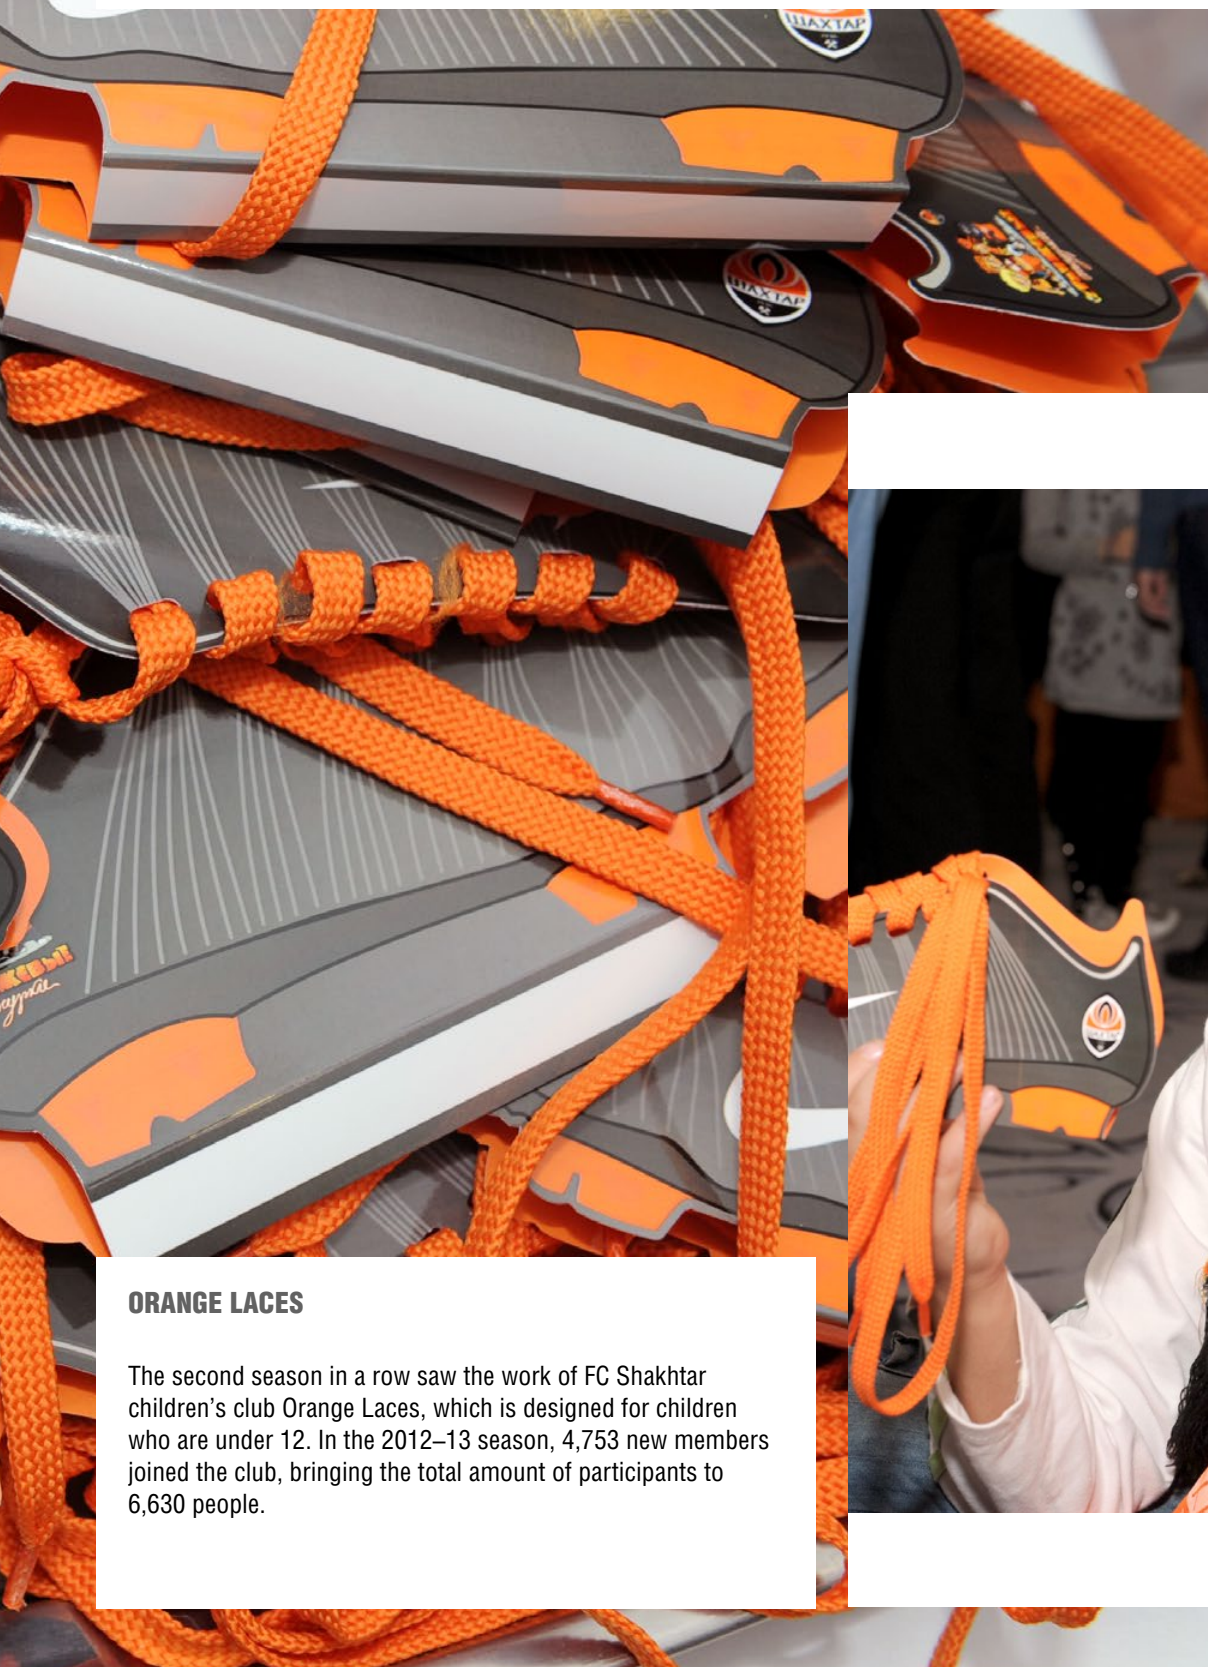 ШАХТАР
ШАХТАР
ШАХТАР
ORANGE LACES
The second season in a row saw the work of FC Shakhtar
children’s club Orange Laces, which is designed for children
who are under 12. In the 2012–13 season, 4,753 new members
joined the club, bringing the total amount of participants to
6,630 people.